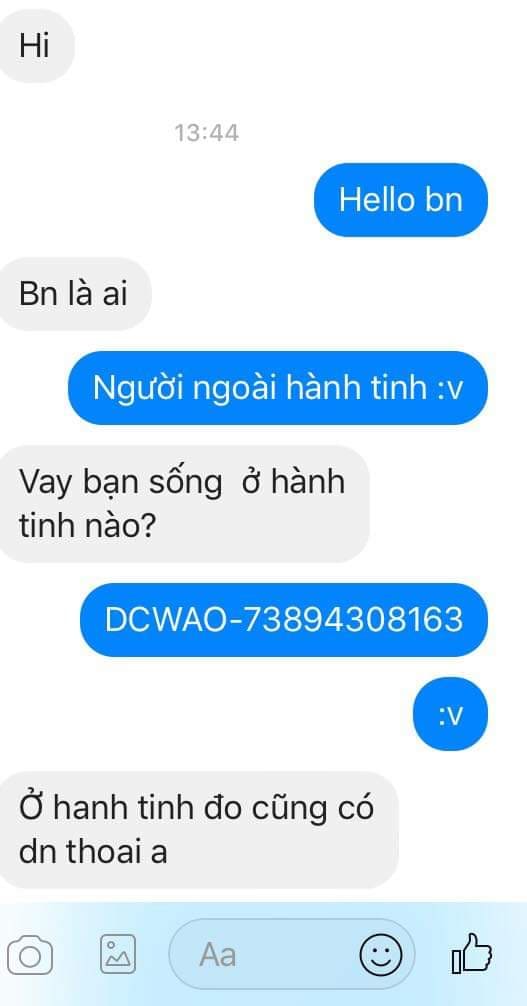 Hi
13:44
Hello bn
Bn là ai
Người ngoài hành tinh :v
Vay bạn sống ở hành
tinh nào?
DCWAO-73894308163
:v
Ở hanh tinh đo cũng có
dn thoai a
Aa